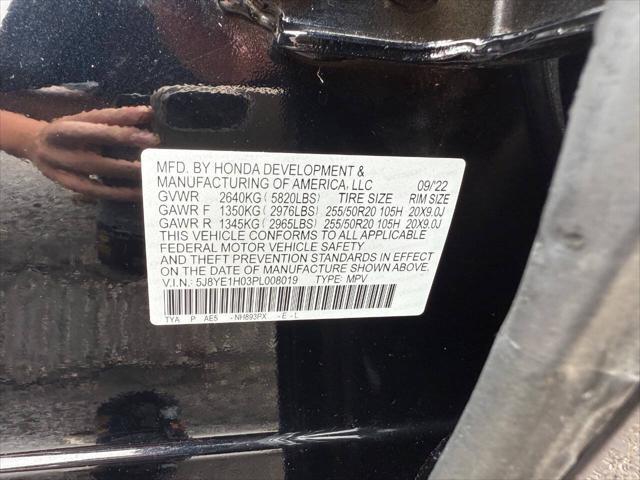 MFD. BY HONDA DEVELOPMENT &
MANUFACTURING OF AMERICA, LLC 09/'22
GVWR 2640KG(5820LBS) TIRE SIZE RIM SIZE
GAWR F 1350KG(2976LBS) 255/50R20 105H 20X9.0J
GAWR R 1345KG(2965LBS) 255/50R20 105H 20X9.0J
THIS VEHICLE CONFORMS TO ALL APPLICABLE
FEDERAL MOTOR VEHICLE SAFETY
AND THEFT PREVENTION STANDARDS IN EFFECT
ON THE DATE OF MANUFACTURE SHOWN ABOVE.
V.I.N.: 5J8YE1H03PL008019 TYPE: MPV
TYA P AE5 -NH893PX -E-L